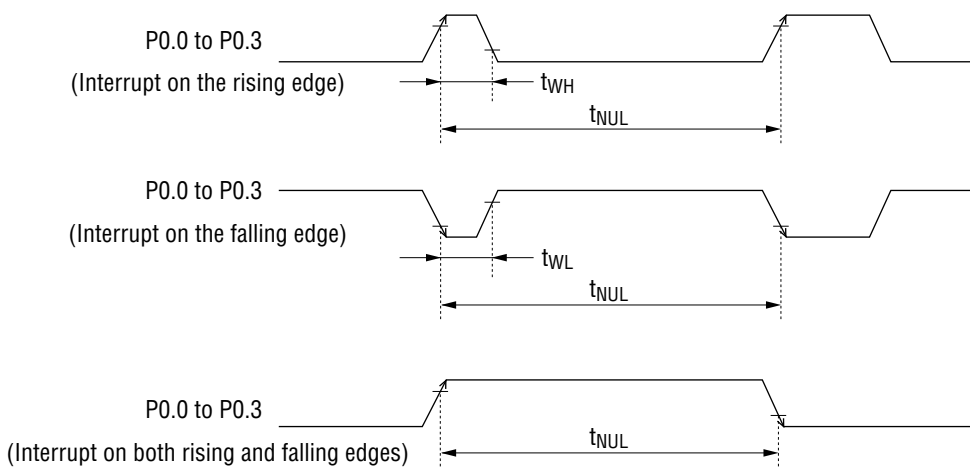 P0.0 to P0.3
(Interrupt on the rising edge)
tWH
tNUL
P0.0 to P0.3
(Interrupt on the falling edge)
tWL
tNUL
P0.0 to P0.3
(Interrupt on both rising and falling edges)
tNUL